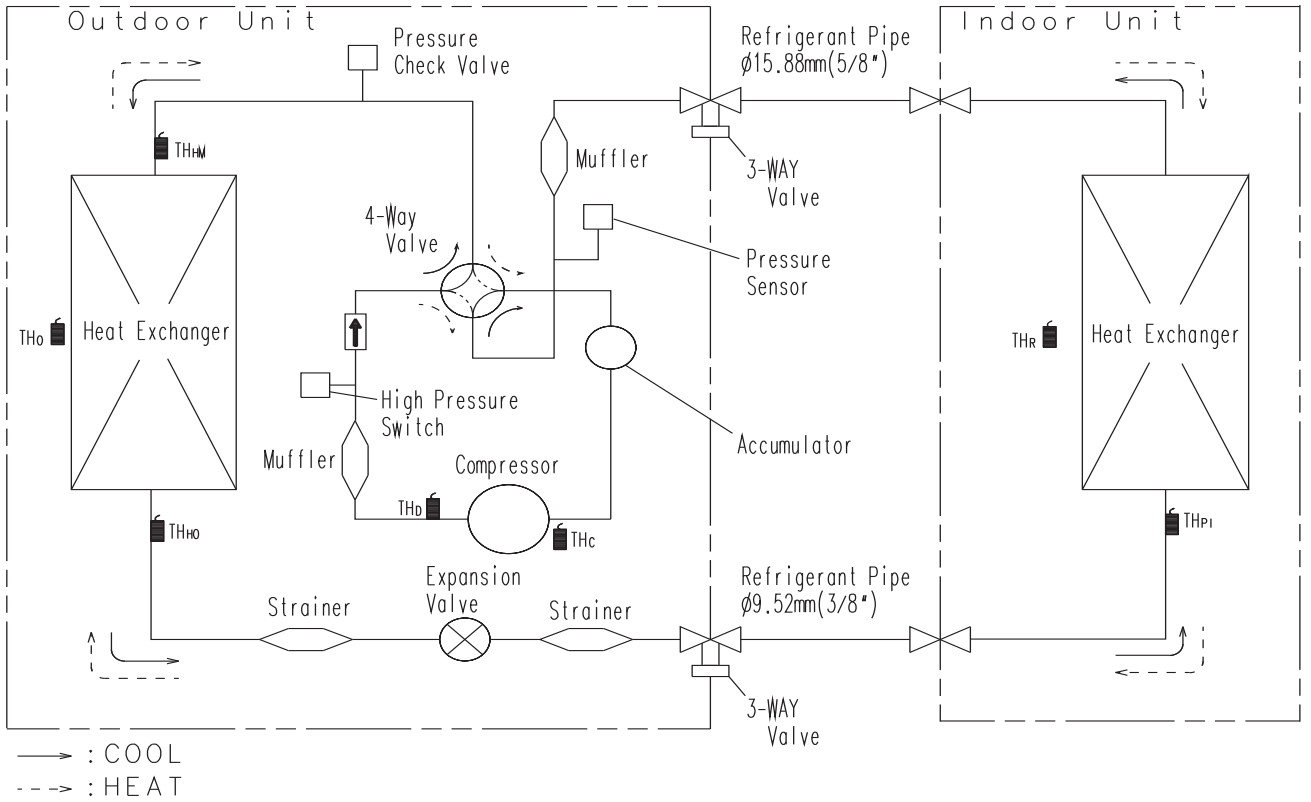 Outdoor Unit
Indoor Unit
Pressure
Check Valve
Refrigerant Pipe
Ø15.88mm(5/8")
THHM
Muffler
3-WAY
Valve
4-Way
Valve
Pressure
Sensor
THO
Heat Exchanger
THR
Heat Exchanger
High Pressure
Switch
Accumulator
Muffler
Compressor
THD
THC
THHO
THPI
Expansion
Valve
Refrigerant Pipe
Ø9.52mm(3/8")
Strainer
Strainer
3-WAY
Valve
: COOL
: HEAT